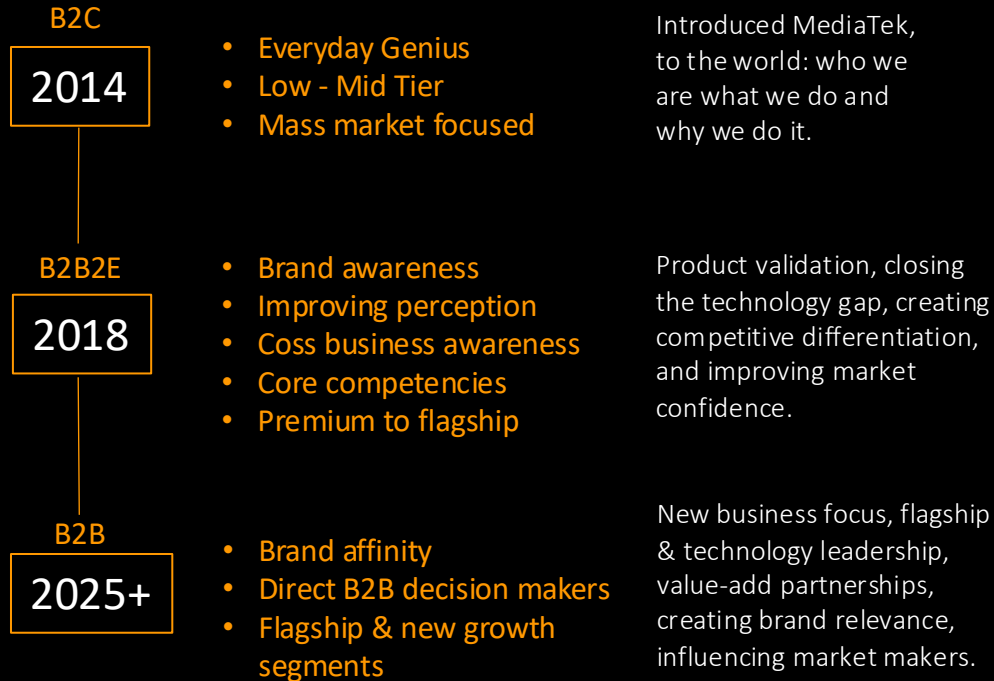 B2C
2014
• Everyday Genius
• Low - Mid Tier
• Mass market focused
Introduced MediaTek,
to the world: who we
are what we do and
why we do it.
B2B2E
2018
• Brand awareness
• Improving perception
• Coss business awareness
• Core competencies
• Premium to flagship
Product validation, closing
the technology gap, creating
competitive differentiation,
and improving market
confidence.
B2B
2025+
• Brand affinity
• Direct B2B decision makers
• Flagship & new growth
segments
New business focus, flagship
& technology leadership,
value-add partnerships,
creating brand relevance,
influencing market makers.